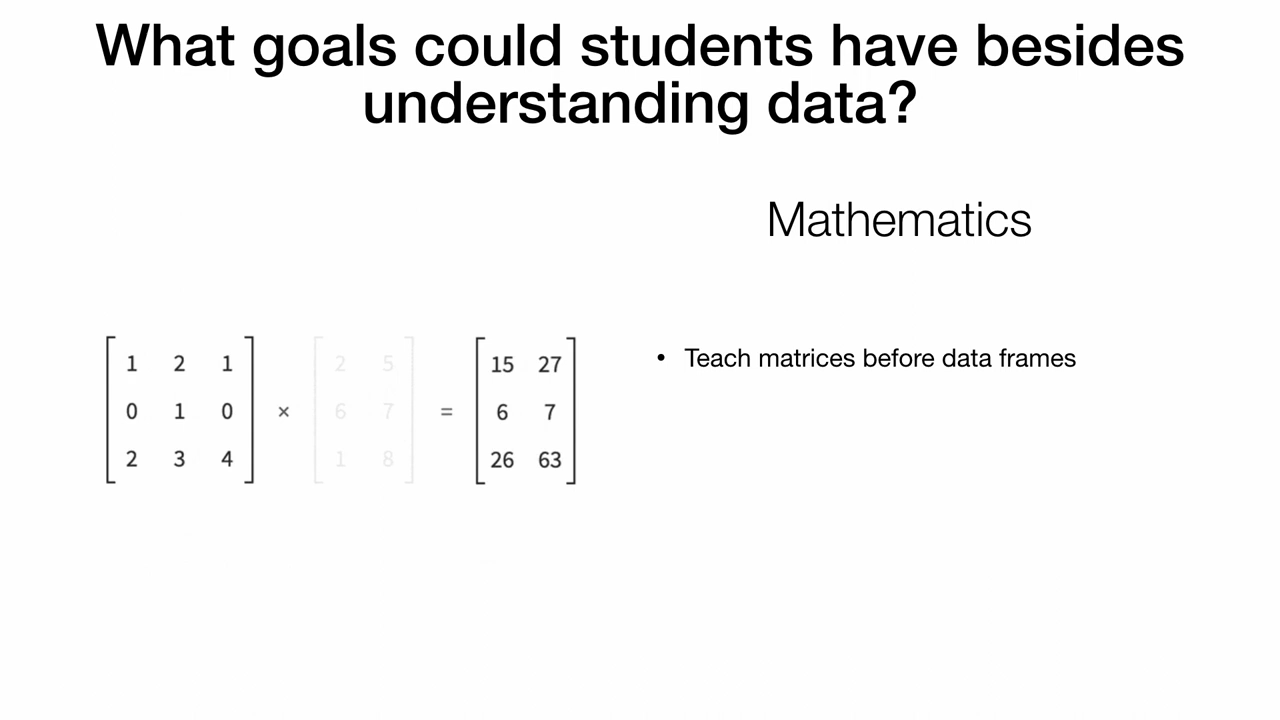 What goals could students have besides
understanding data?
Mathematics
1 2 1 2 5 15 27
0 1 0 × 6 7 = 6 7
2 3 4 1 8 26 63
• Teach matrices before data frames